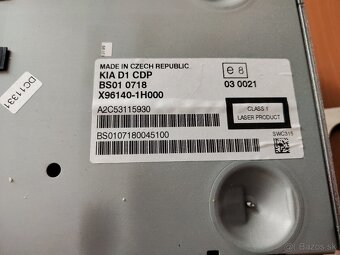 MADE IN CZECH REPUBLIC
KIA D1 CDP
BS01 0718
X96140-1H000
e 8
03 0021
A2C53115930
CLASS 1
LASER PRODUCT
BS0107180045100
SWC315
DC11331
bazos.sk